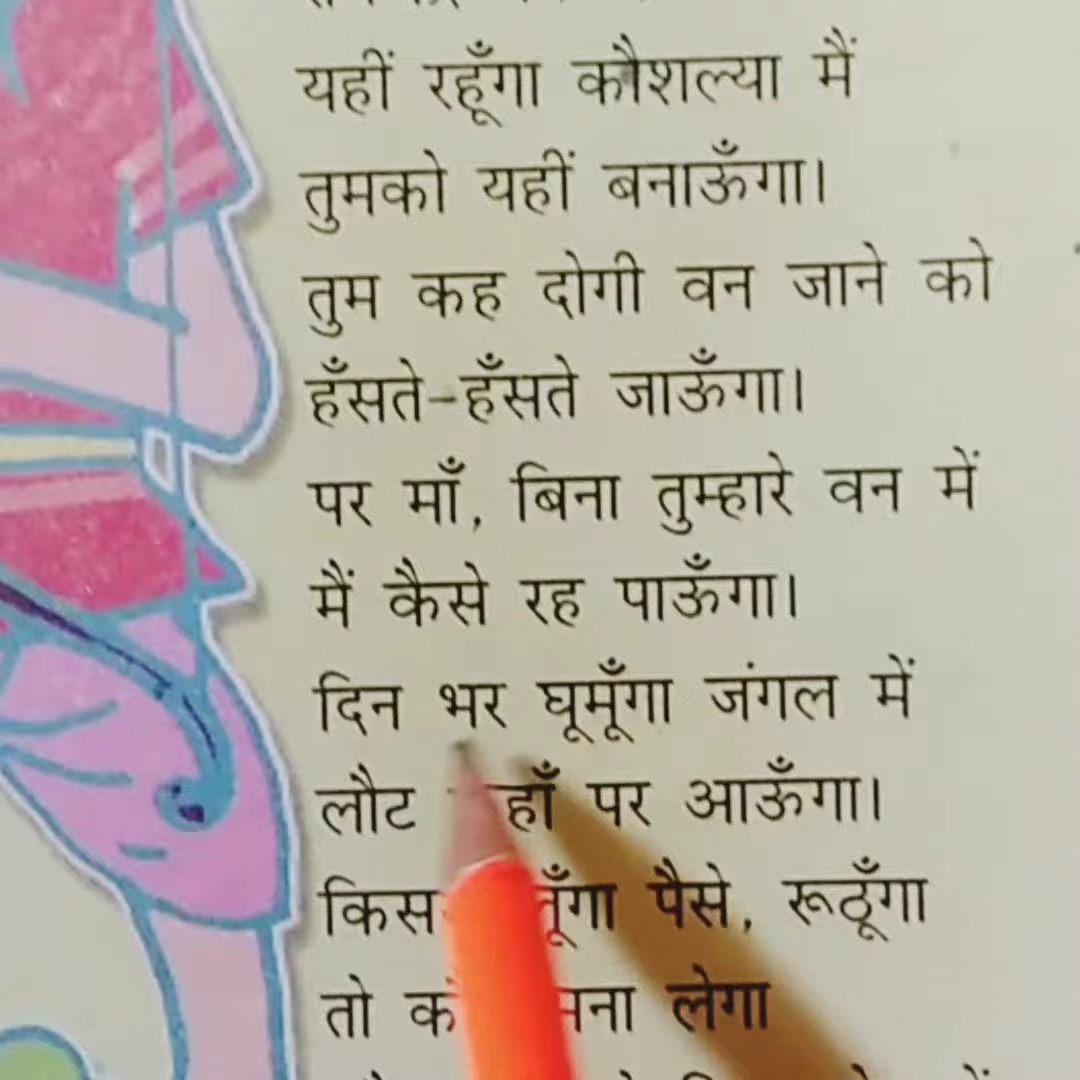 यहीं रहूँगा कौशल्या मैं
तुमको यहीं बनाऊँगा।
तुम कह दोगी वन जाने को
हँसते-हँसते जाऊँगा।
पर माँ, बिना तुम्हारे वन में
मैं कैसे रह पाऊँगा।
दिन भर घूमूँगा जंगल में
लौट पर आऊँगा।
किस पैसे, रूठूँगा
तो लेगा